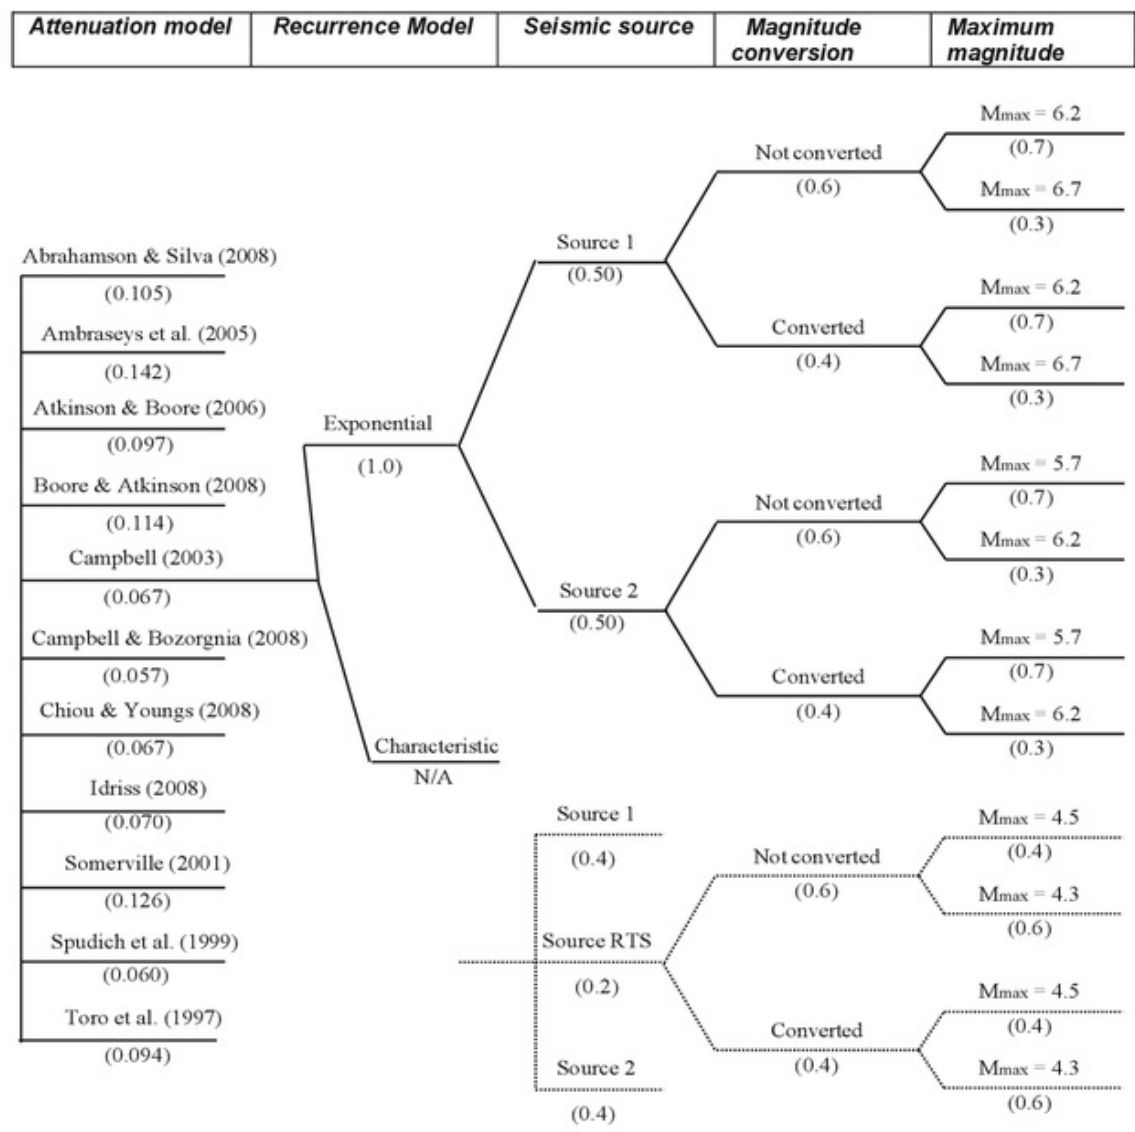 Attenuation model
Recurrence Model
Seismic source
Magnitude
conversion
Maximum
magnitude
Abrahamson & Silva (2008)
(0.105)
Ambraseys et al. (2005)
(0.142)
Atkinson & Boore (2006)
(0.097)
Boore & Atkinson (2008)
(0.114)
Campbell (2003)
(0.067)
Campbell & Bozorgnia (2008)
(0.057)
Chiou & Youngs (2008)
(0.067)
Idriss (2008)
(0.070)
Somerville (2001)
(0.126)
Spudich et al. (1999)
(0.060)
Toro et al. (1997)
(0.094)
Exponential
(1.0)
Characteristic
N/A
Source 1
(0.50)
Source 2
(0.50)
Not converted
(0.6)
Converted
(0.4)
Not converted
(0.6)
Converted
(0.4)
Mmax = 6.2
(0.7)
Mmax = 6.7
(0.3)
Mmax = 6.2
(0.7)
Mmax = 6.7
(0.3)
Mmax = 5.7
(0.7)
Mmax = 6.2
(0.3)
Mmax = 5.7
(0.7)
Mmax = 6.2
(0.3)
Source 1
(0.4)
Source RTS
(0.2)
Source 2
(0.4)
Not converted
(0.6)
Converted
(0.4)
Mmax = 4.5
(0.4)
Mmax = 4.3
(0.6)
Mmax = 4.5
(0.4)
Mmax = 4.3
(0.6)